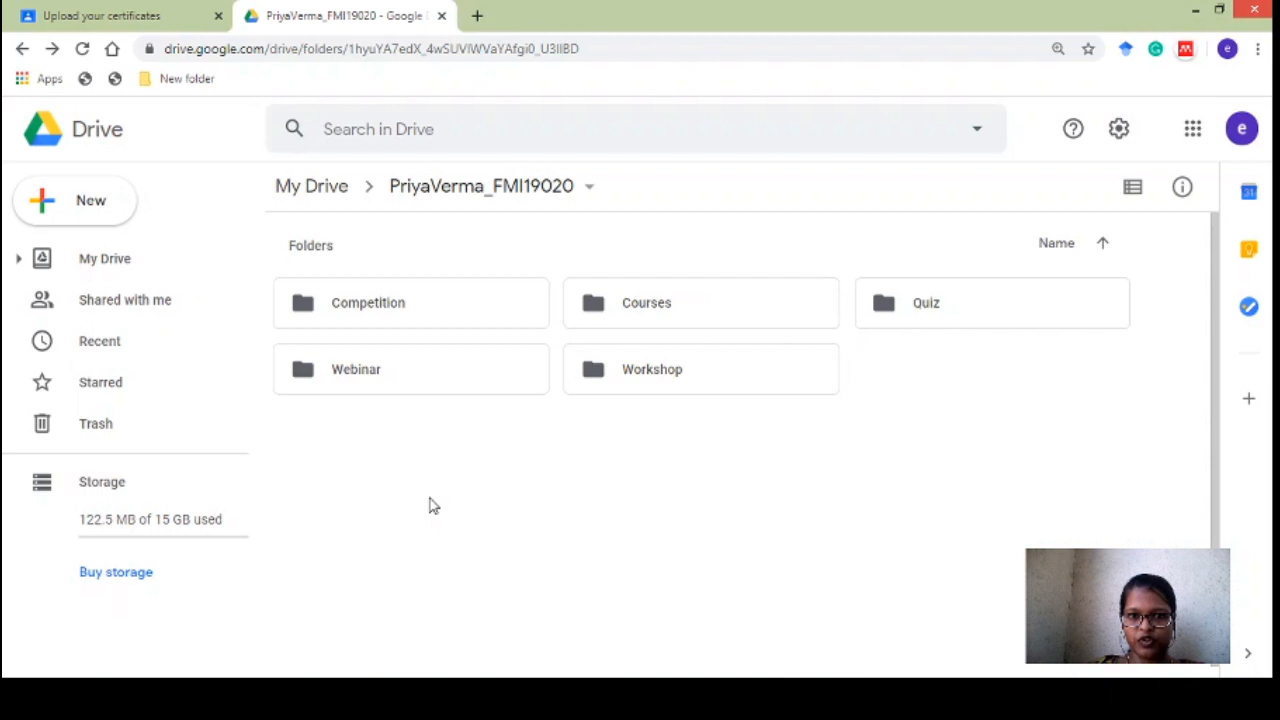 Upload your certificates
PriyaVerma_FMI19020 - Google
drive.google.com/drive/folders/1hyuYA7edX_4wSUVIWVaYAfgi0_U3IIBD
e
Apps
New folder
Drive
Search in Drive
e
New
My Drive
PriyaVerma_FMI19020
31
My Drive
Folders
Name
Shared with me
Competition
Courses
Quiz
Recent
Webinar
Workshop
Starred
Trash
Storage
122.5 MB of 15 GB used
Buy storage